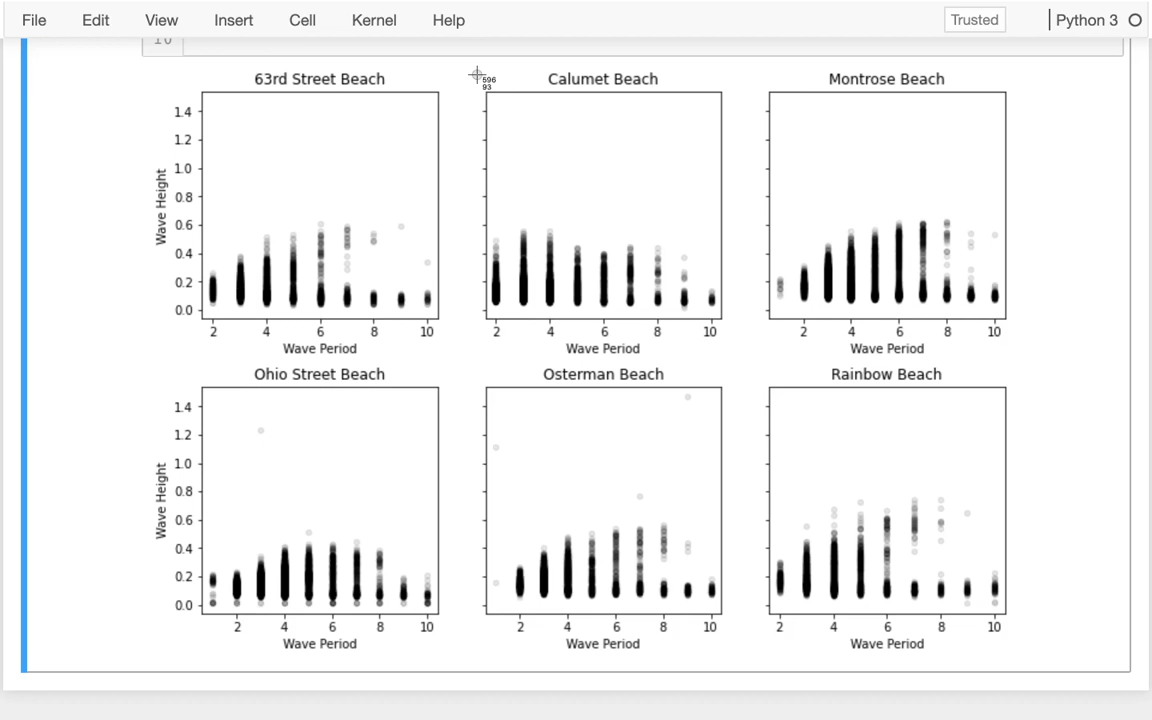 File Edit View Insert Cell Kernel Help Trusted Python 3
63rd Street Beach Calumet Beach Montrose Beach
596
93
1.4
1.2
1.0
0.8
0.6
0.4
0.2
0.0
Wave Height
2 4 6 8 10 2 4 6 8 10 2 4 6 8 10
Wave Period Wave Period Wave Period
Ohio Street Beach Osterman Beach Rainbow Beach
1.4
1.2
1.0
0.8
0.6
0.4
0.2
0.0
Wave Height
2 4 6 8 10 2 4 6 8 10 2 4 6 8 10
Wave Period Wave Period Wave Period